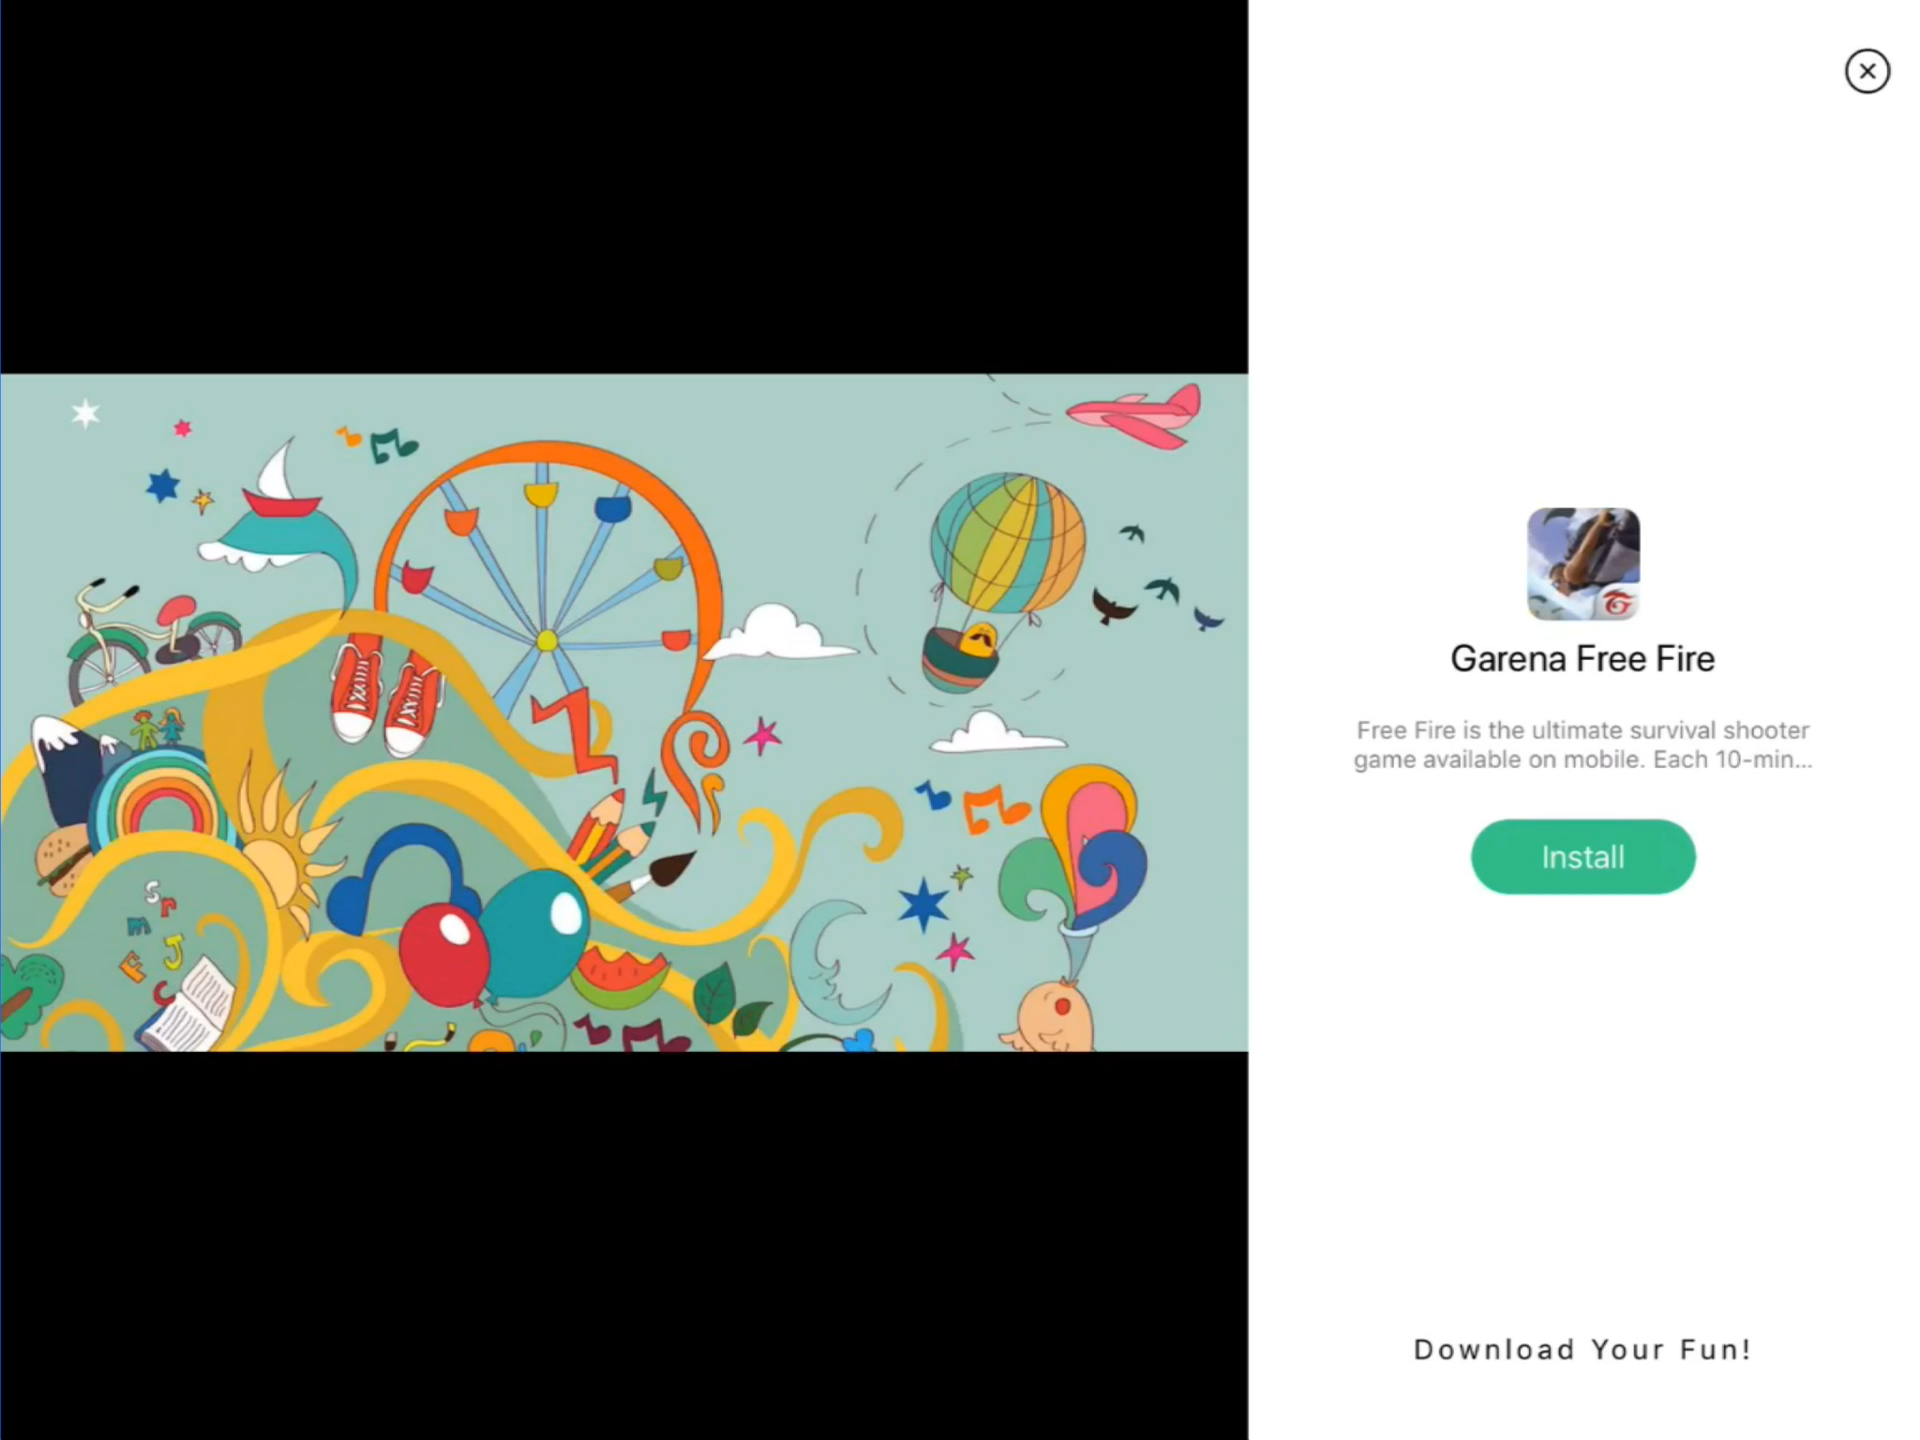 Garena Free Fire
Free Fire is the ultimate survival shooter
game available on mobile. Each 10-min...
Install
S
r
m
J
E
C
Download Your Fun!